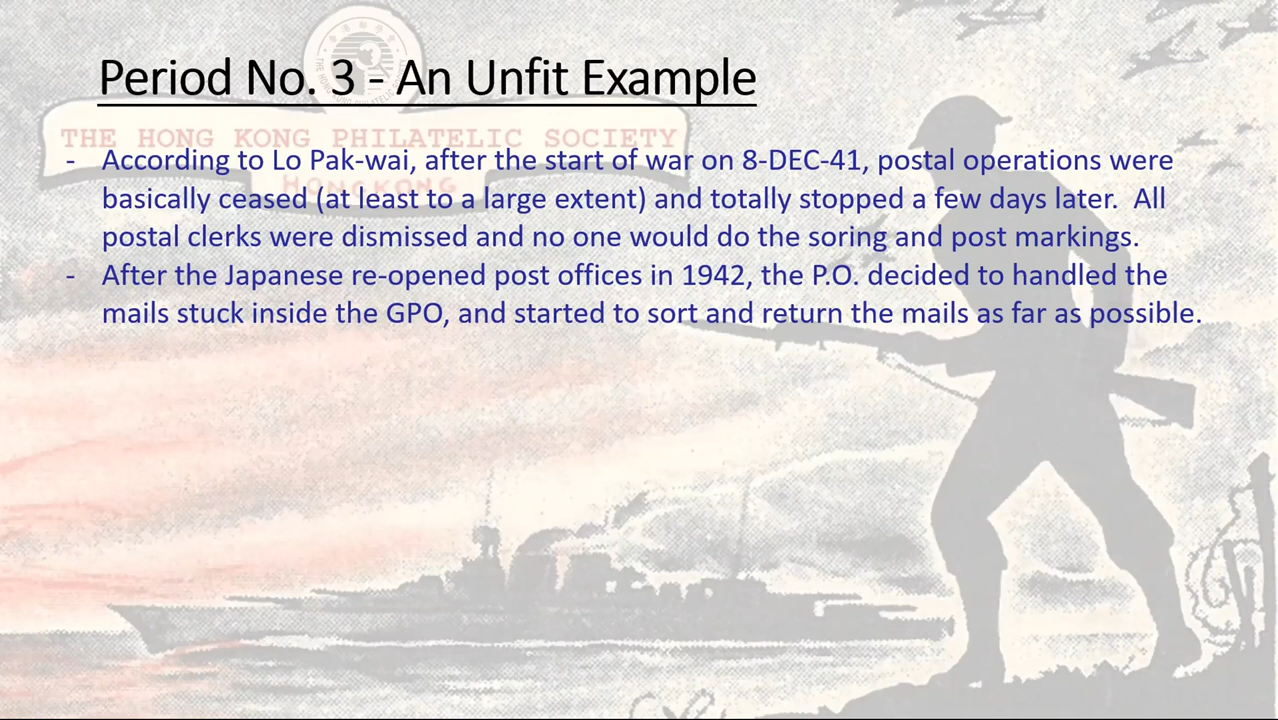 Period No. 3 - An Unfit Example
THE HONG KONG PHILATELIC SOCIETY
HONGKONG
- According to Lo Pak-wai, after the start of war on 8-DEC-41, postal operations were
basically ceased (at least to a large extent) and totally stopped a few days later. All
postal clerks were dismissed and no one would do the soring and post markings.
- After the Japanese re-opened post offices in 1942, the P.O. decided to handled the
mails stuck inside the GPO, and started to sort and return the mails as far as possible.